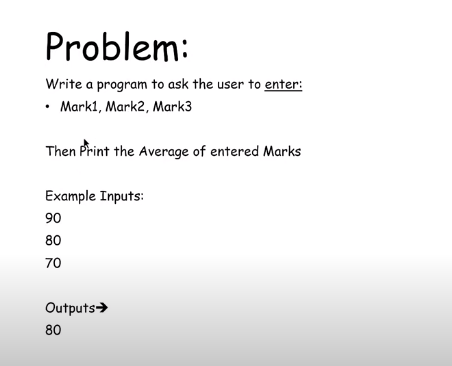 Problem:
Write a program to ask the user to enter:
• Mark1, Mark2, Mark3
Then Print the Average of entered Marks
Example Inputs:
90
80
70
Outputs➔
80